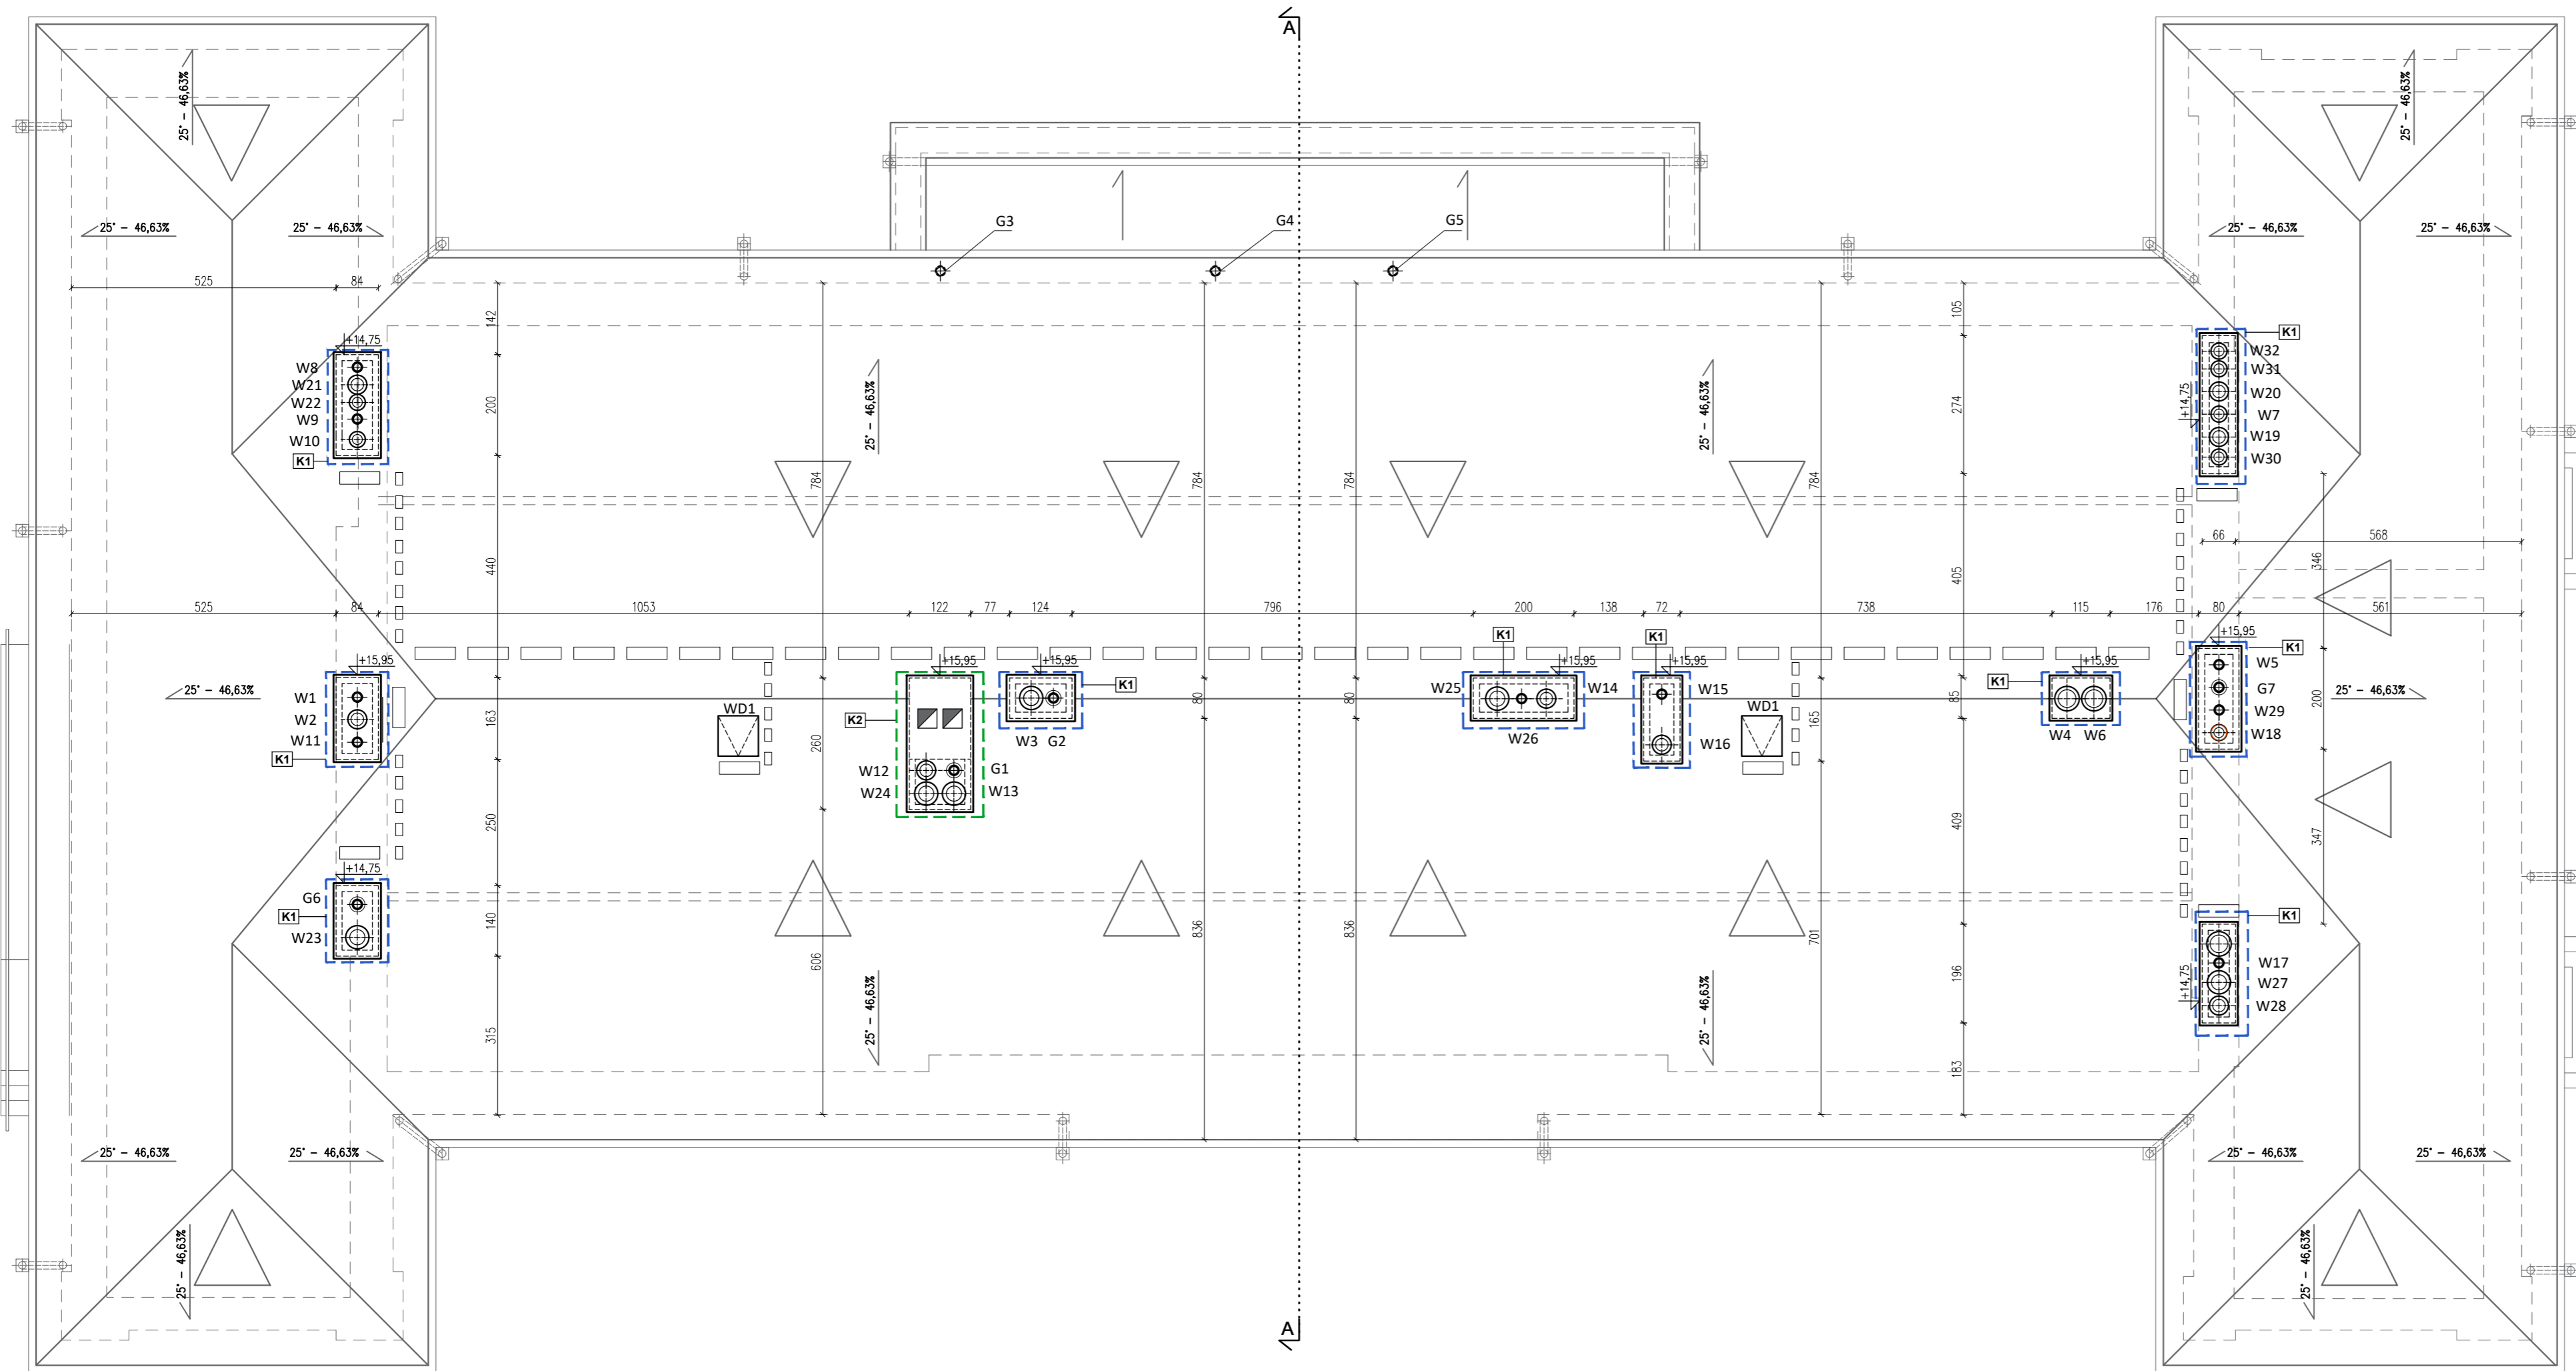 A
25° - 46,63%
25° - 46,63%
25° - 46,63%
25° - 46,63%
25° - 46,63%
25° - 46,63%
G3
G4
G5
525
84
142
105
K1
+14,75
W8
W21
W22
W9
W10
K1
200
25° - 46,63%
25° - 46,63%
274
+14,75
W32
W31
W20
W7
W19
W30
784
784
784
784
440
405
66
568
346
525
84
1053
122
77
124
796
200
138
72
738
115
176
80
561
K1
K1
K1
+15,95
+15,95
+15,95
+15,95
+15,95
+15,95
+15,95
25° - 46,63%
W1
W2
W11
K1
163
WD1
260
K2
W12
W24
G1
W13
K1
W3
G2
80
80
W25
W14
W26
W15
W16
WD1
165
K1
85
W4
W6
W5
G7
W29
W18
200
25° - 46,63%
250
409
347
+14,75
G6
K1
W23
140
606
836
836
701
196
K1
+14,75
W17
W27
W28
315
25° - 46,63%
25° - 46,63%
183
25° - 46,63%
25° - 46,63%
25° - 46,63%
25° - 46,63%
25° - 46,63%
25° - 46,63%
A